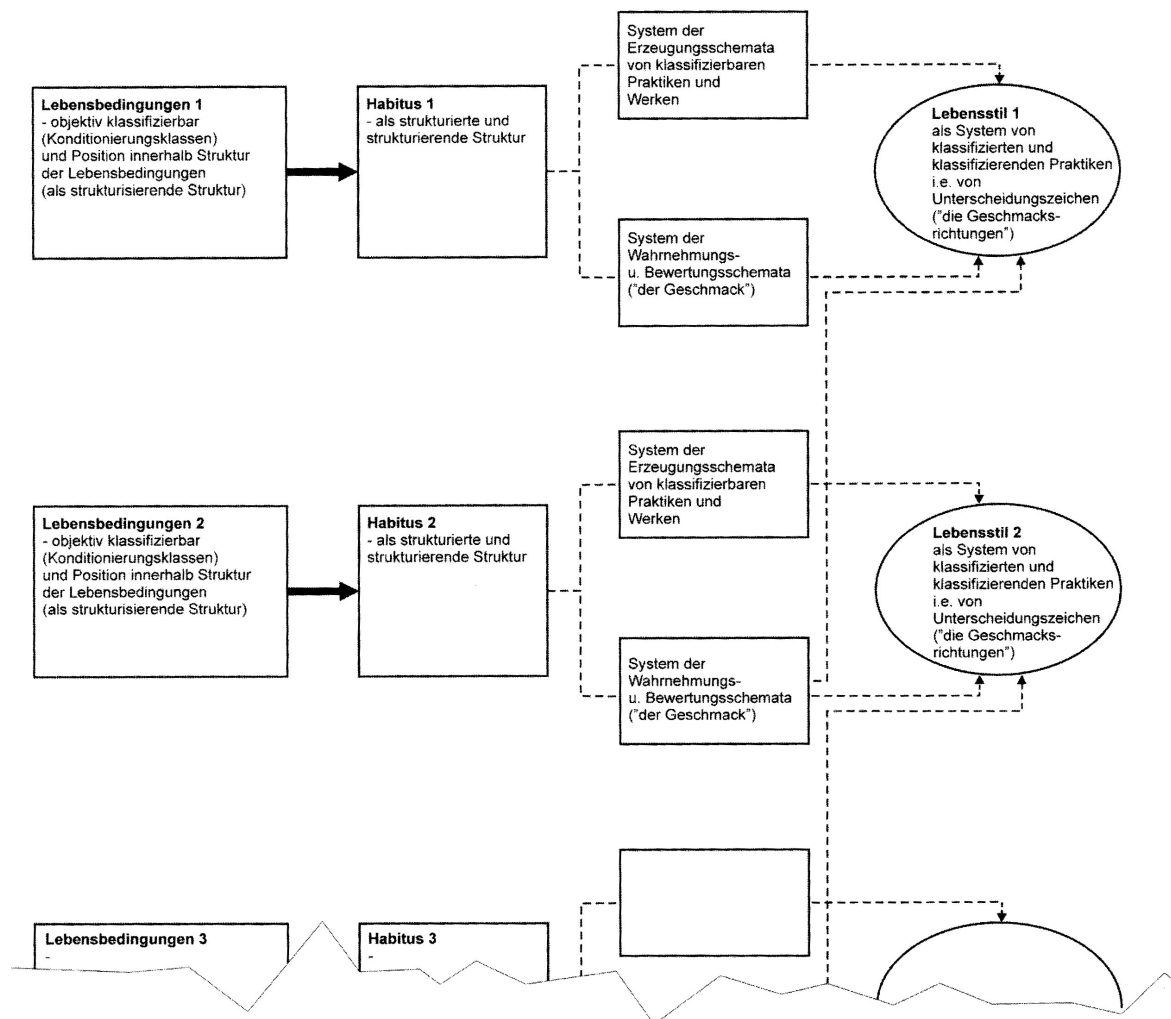 Lebensbedingungen 1
- objektiv klassifizierbar
(Konditionierungsklassen)
und Position innerhalb Struktur
der Lebensbedingungen
(als strukturisierende Struktur)
Habitus 1
- als strukturierte und
strukturierende Struktur
System der
Erzeugungsschemata
von klassifizierbaren
Praktiken und
Werken
System der
Wahrnehmungs-
u. Bewertungsschemata
("der Geschmack")
Lebensstil 1
als System von
klassifizierten und
klassifizierenden Praktiken
i.e. von
Unterscheidungszeichen
("die Geschmacks-
richtungen")
Lebensbedingungen 2
- objektiv klassifizierbar
(Konditionierungsklassen)
und Position innerhalb Struktur
der Lebensbedingungen
(als strukturisierende Struktur)
Habitus 2
- als strukturierte und
strukturierende Struktur
System der
Erzeugungsschemata
von klassifizierbaren
Praktiken und
Werken
System der
Wahrnehmungs-
u. Bewertungsschemata
("der Geschmack")
Lebensstil 2
als System von
klassifizierten und
klassifizierenden Praktiken
i.e. von
Unterscheidungszeichen
("die Geschmacks-
richtungen")
Lebensbedingungen 3
-
Habitus 3
-